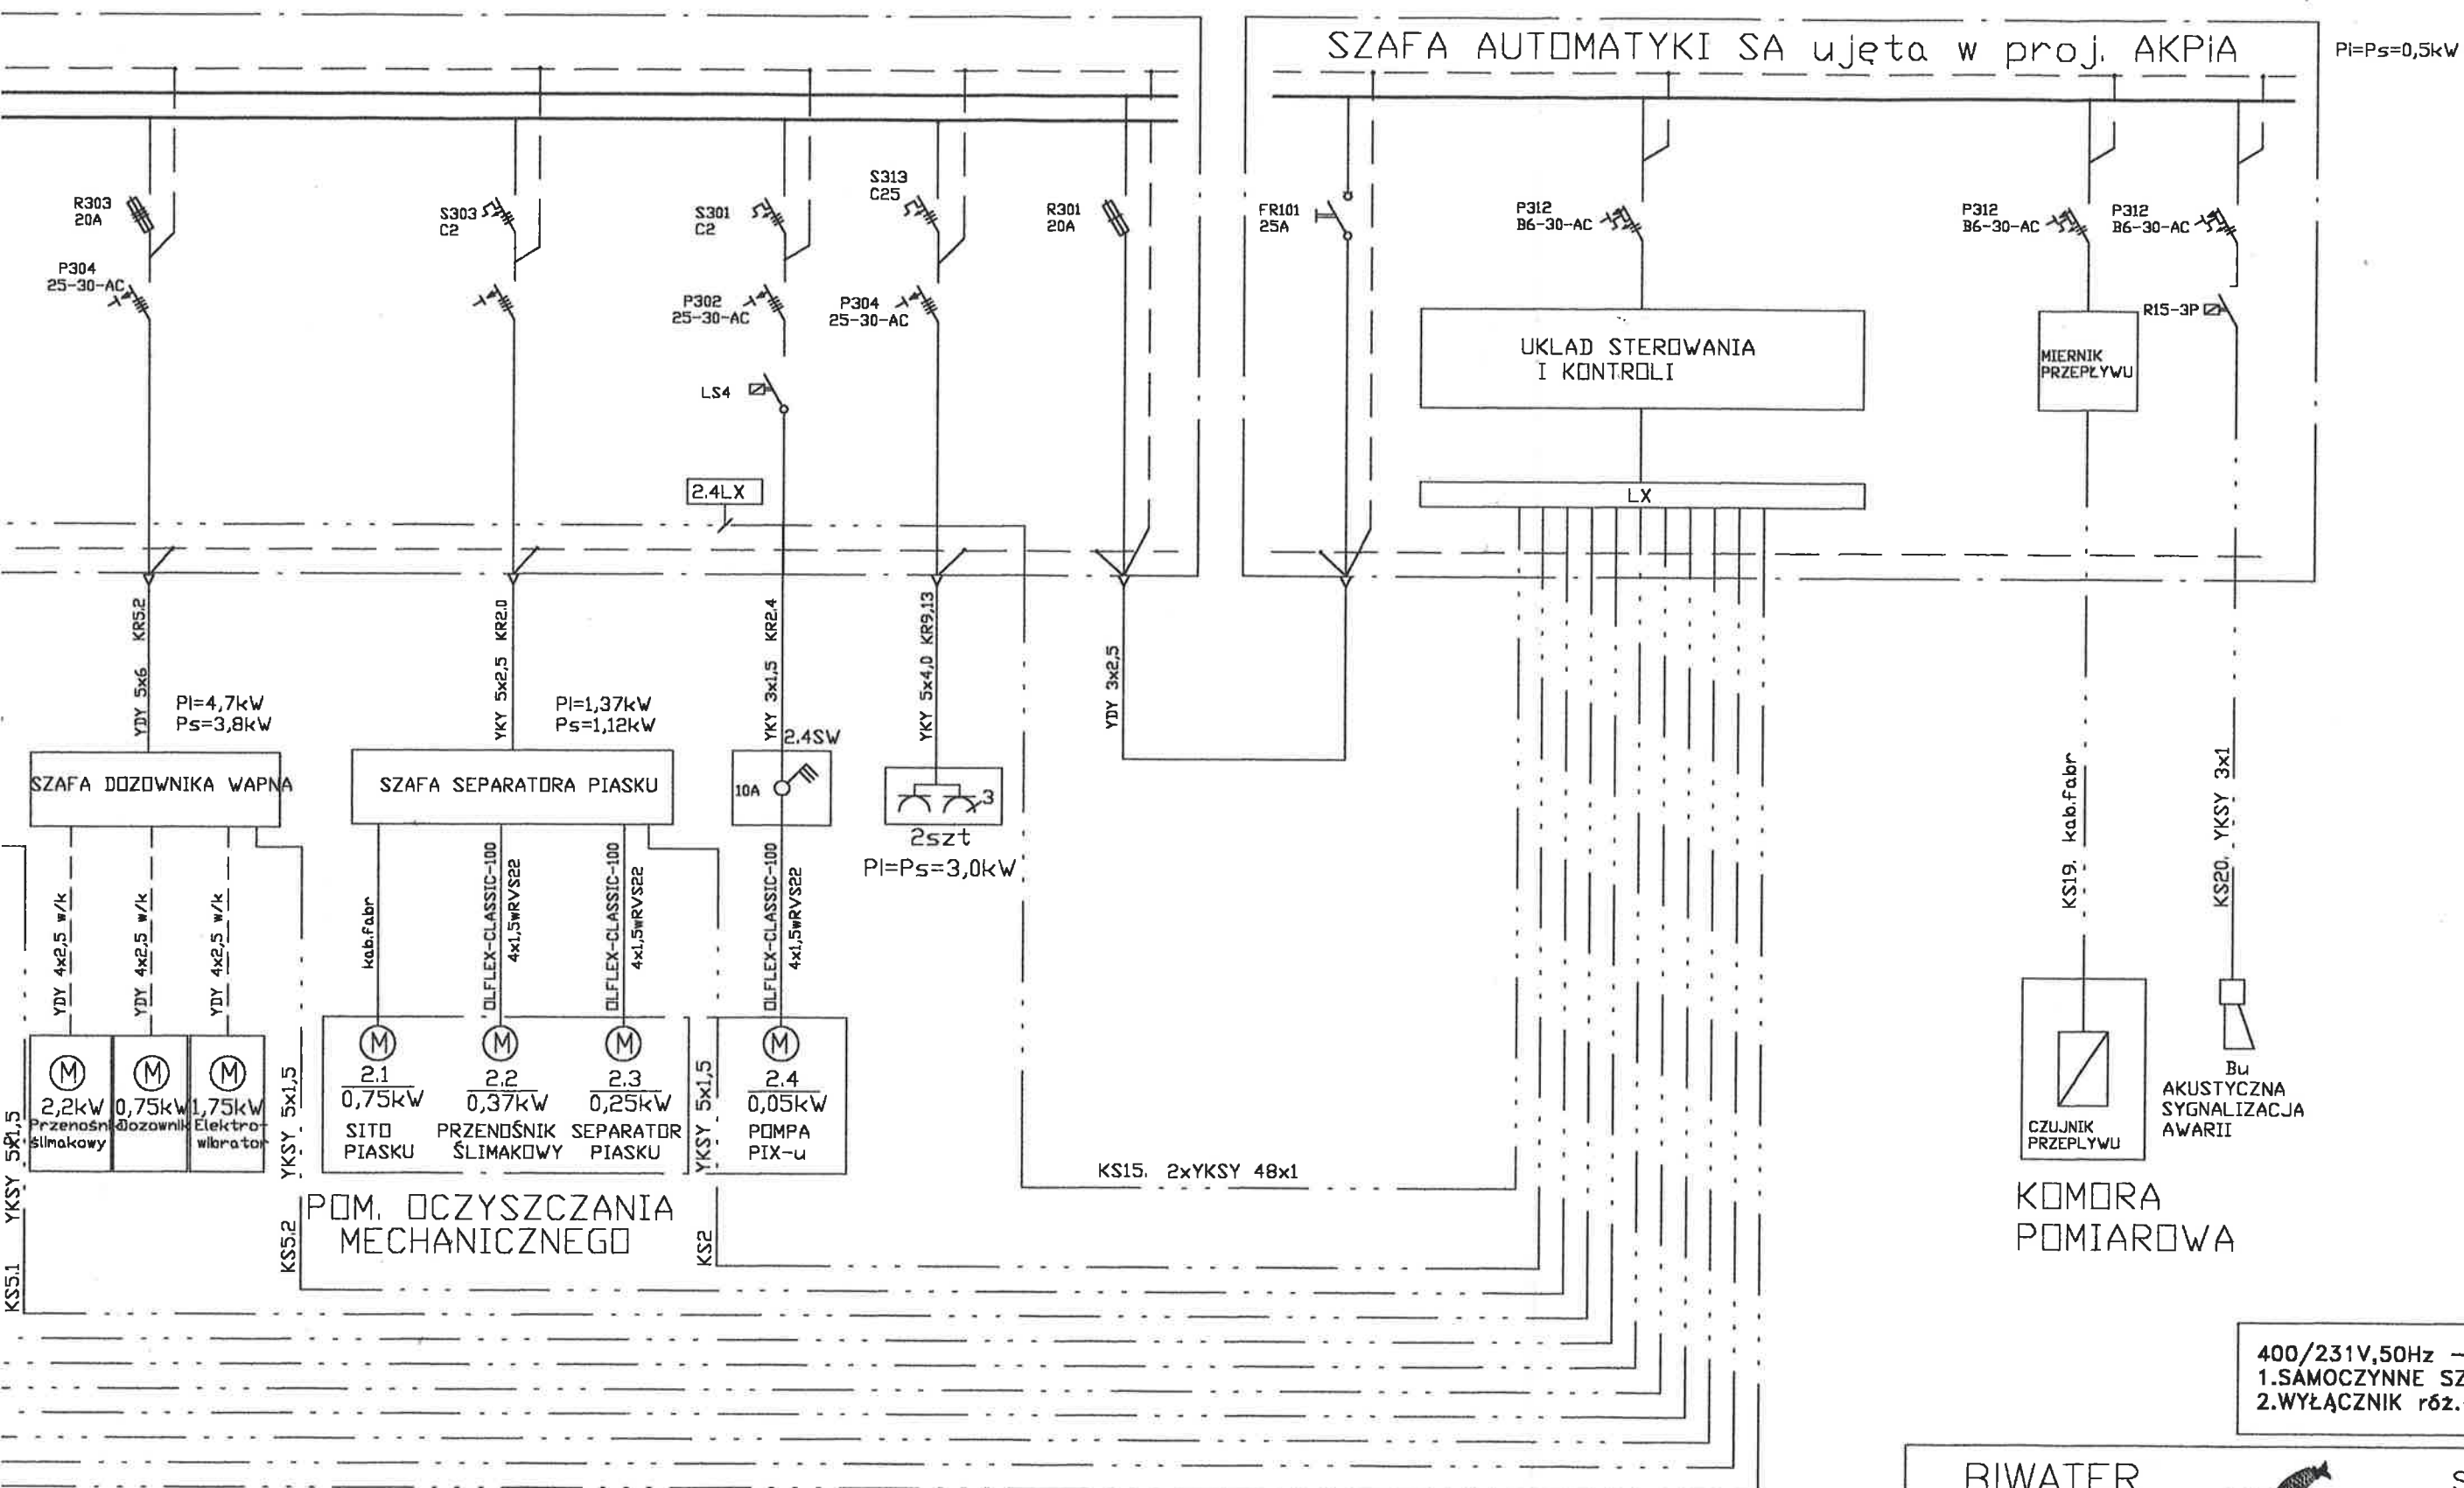 SZAFA AUTOMATYKI SA ujęta w proj. AKPiA
Pi=Ps=0,5kW
R303
20A
P304
25-30-AC
S303
C2
S301
C2
P302
25-30-AC
LS4
2.4LX
S313
C25
P304
25-30-AC
R301
20A
FR101
25A
P312
B6-30-AC
UKLAD STEROWANIA
I KONTROLI
LX
P312
B6-30-AC
P312
B6-30-AC
R15-3P
MIERNIK
PRZEPŁYWU
YDY 5x6 KR5.2
Pi=4,7kW
Ps=3,8kW
YKY 5x2,5 KR2.0
Pi=1,37kW
Ps=1,12kW
YKY 3x1,5 KR2.4
2.4SW
YKY 5x4,0 KR9,13
YDY 3x2,5
SZAFA DOZOWNIKA WAPNA
SZAFA SEPARATORA PIASKU
10A
3
2szt
Pi=Ps=3,0kW
KS19. kab.fabr
KS20. YKSY 3x1
YDY 4x2,5 w/k
YDY 4x2,5 w/k
YDY 4x2,5 w/k
kab.fabr
OLFLEX-CLASSIC-100
4x1,5wRVS22
OLFLEX-CLASSIC-100
4x1,5wRVS22
OLFLEX-CLASSIC-100
4x1,5wRVS22
M
2,2kW
Przenośni
ślimakowy
M
0,75kW
Dozownik
M
1,75kW
Elektro-
wibrator
M
2.1
0,75kW
SITO
PIASKU
M
2.2
0,37kW
PRZENOŚNIK
ŚLIMAKOWY
M
2.3
0,25kW
SEPARATOR
PIASKU
M
2.4
0,05kW
POMPA
PIX-u
KS5.1 YKSY 5x1,5
KS5.2 YKSY 5x1,5
KS2 YKSY 5x1,5
POM. OCZYSZCZANIA
MECHANICZNEGO
KS15. 2xYKSY 48x1
CZUJNIK
PRZEPLYWU
Bu
AKUSTYCZNA
SYGNALIZACJA
AWARII
KOMORA
POMIAROWA
400/231V,50Hz -
1.SAMOCZYNNE SZ
2.WYŁĄCZNIK róż.
BIWATER